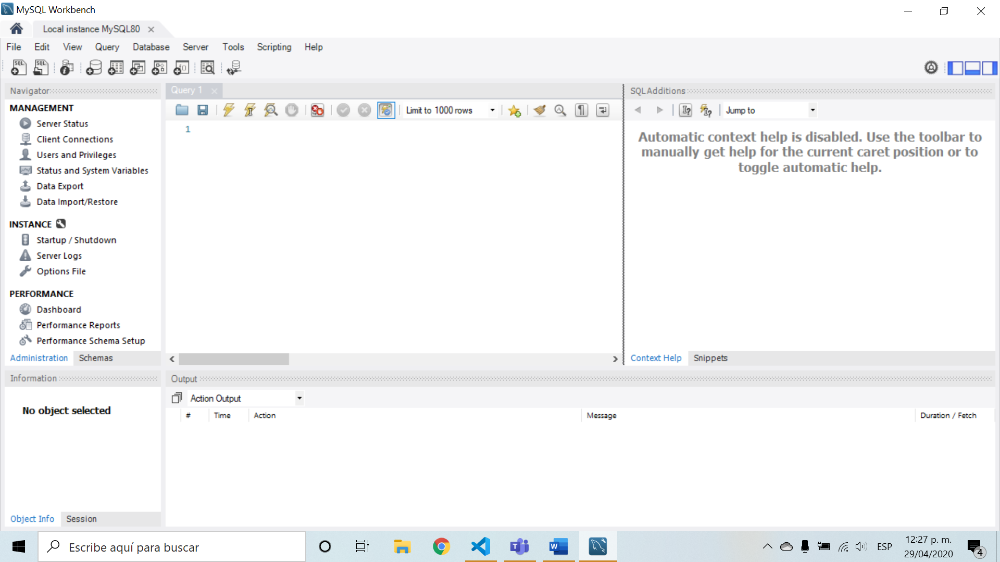 MySQL Workbench
Local instance MySQL80
File Edit View Query Database Server Tools Scripting Help
Navigator
MANAGEMENT
Server Status
Client Connections
Users and Privileges
Status and System Variables
Data Export
Data Import/Restore
INSTANCE
Startup / Shutdown
Server Logs
Options File
PERFORMANCE
Dashboard
Performance Reports
Performance Schema Setup
Administration Schemas
Information
No object selected
Object Info Session
Query 1
Limit to 1000 rows
1
SQLAdditions
Jump to
Automatic context help is disabled. Use the toolbar to
manually get help for the current caret position or to
toggle automatic help.
Context Help Snippets
Output
Action Output
# Time Action Message Duration / Fetch
Escribe aquí para buscar
ESP
12:27 p. m.
29/04/2020
4